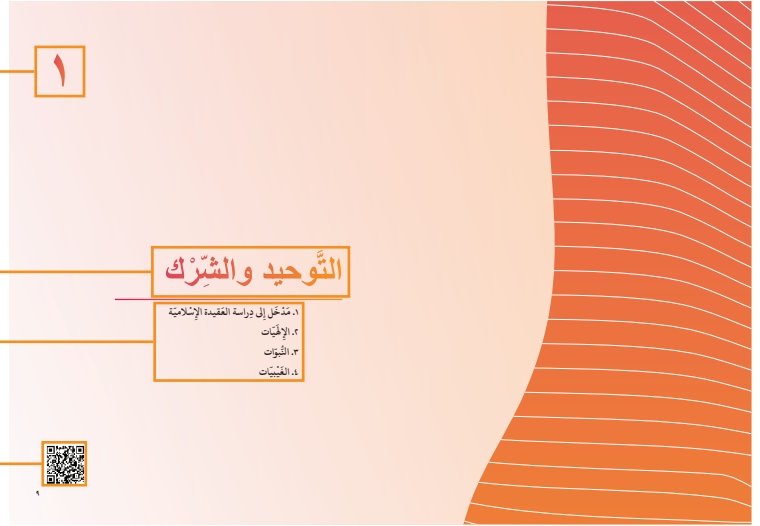 ١
التَّوحيد والشِّرْك
١. مَدْخَل إلى دِراسة العَقيدة الإسْلاميّة
٢. الإلٰهيّات
٣. النُّبوّات
٤. الغَيْبيّات
٩